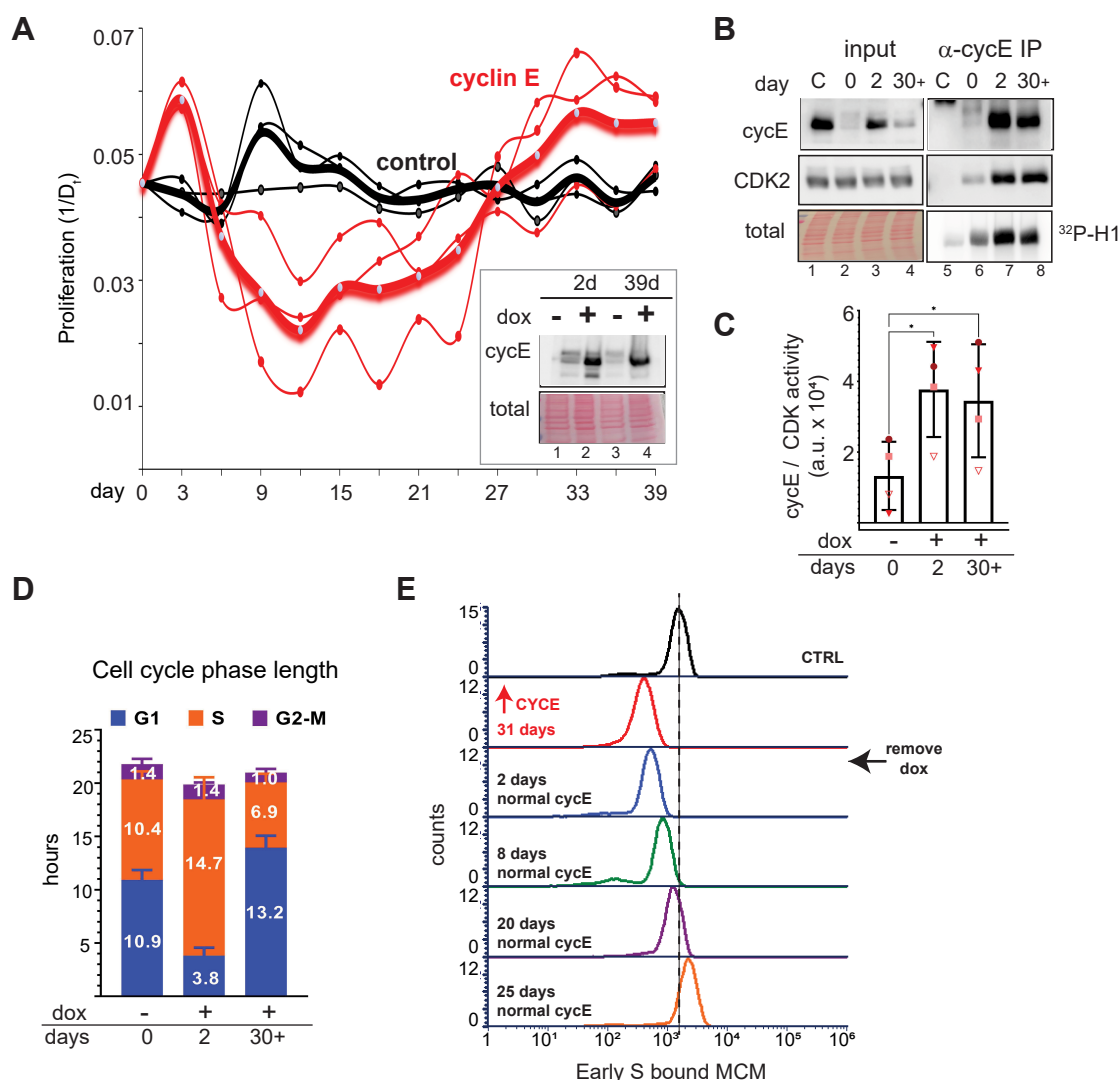 A
0.07
0.05
0.03
0.01
Proliferation (1/Dt)
cyclin E
control
2d 39d
dox - + - +
cycE
total
1 2 3 4
day 0 3 9 15 21 27 33 39
B
input α-cycE IP
day C 0 2 30+ C 0 2 30+
cycE
CDK2
total
³²P-H1
1 2 3 4 5 6 7 8
C
cycE / CDK activity
(a.u. x 10⁴)
6
4
2
* *
dox - + +
days 0 2 30+
D
Cell cycle phase length
G1 S G2-M
hours
25
20
15
10
5
1.4 1.4 1.0
10.4 14.7 6.9
10.9 3.8 13.2
dox - + +
days 0 2 30+
E
counts
15
0
CTRL
12
0
CYCE
31 days
remove
dox
12
0
2 days
normal cycE
12
0
8 days
normal cycE
12
0
20 days
normal cycE
12
0
25 days
normal cycE
1 10¹ 10² 10³ 10⁴ 10⁵ 10⁶
Early S bound MCM